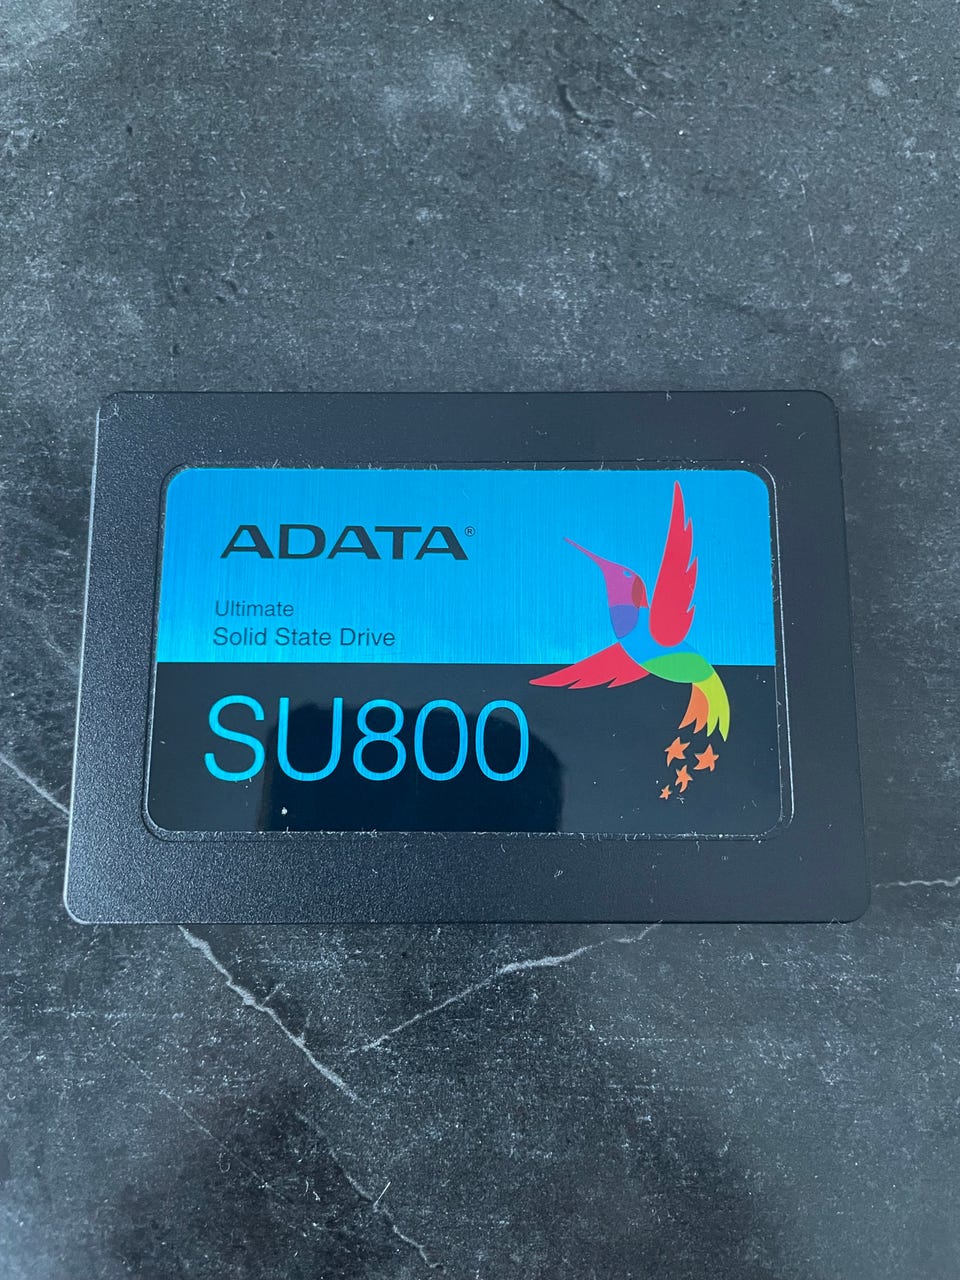 ADATA®
Ultimate
Solid State Drive
SU800